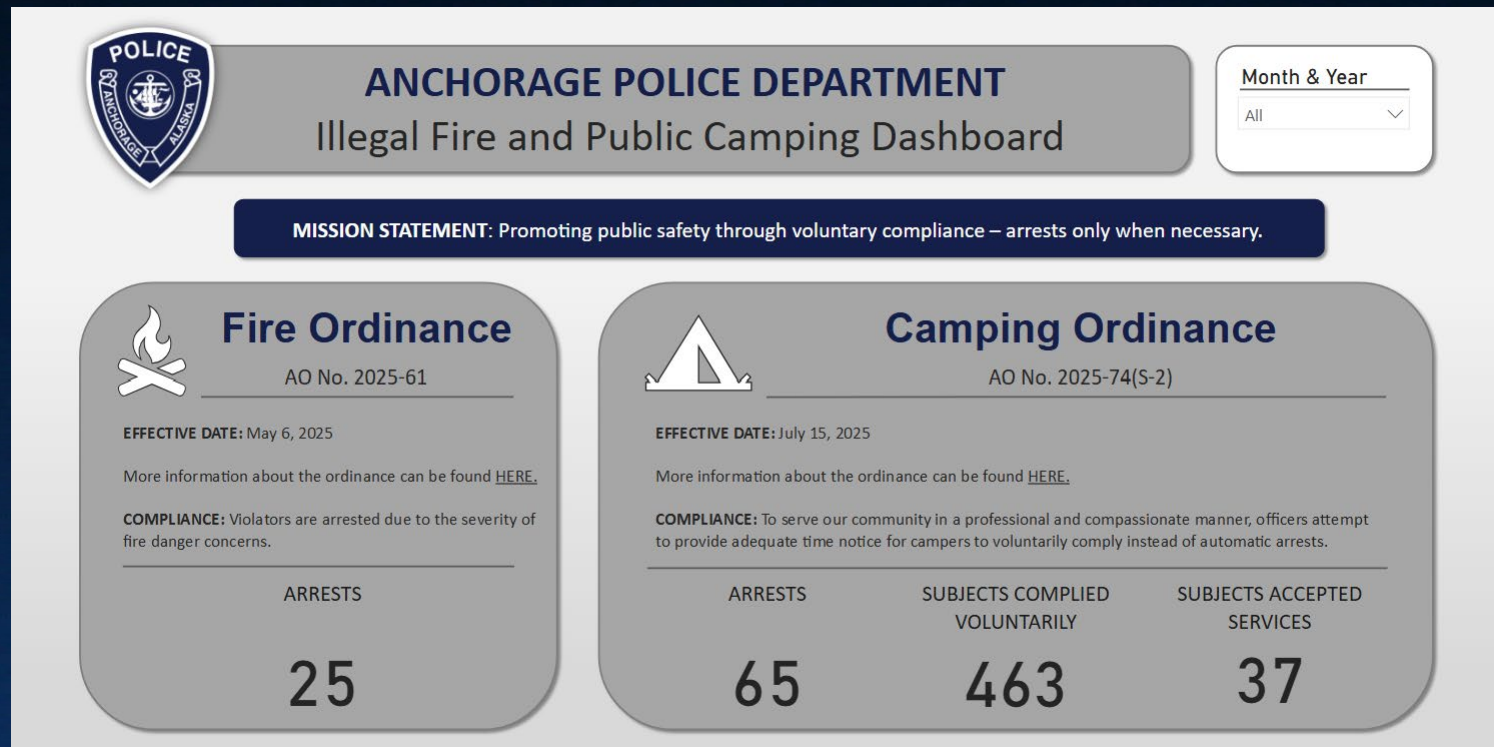 POLICE
ANCHORAGE
ALASKA
ANCHORAGE POLICE DEPARTMENT
Illegal Fire and Public Camping Dashboard
Month & Year
All
MISSION STATEMENT: Promoting public safety through voluntary compliance – arrests only when necessary.
Fire Ordinance
AO No. 2025-61
EFFECTIVE DATE: May 6, 2025
More information about the ordinance can be found HERE.
COMPLIANCE: Violators are arrested due to the severity of
fire danger concerns.
ARRESTS
25
Camping Ordinance
AO No. 2025-74(S-2)
EFFECTIVE DATE: July 15, 2025
More information about the ordinance can be found HERE.
COMPLIANCE: To serve our community in a professional and compassionate manner, officers attempt
to provide adequate time notice for campers to voluntarily comply instead of automatic arrests.
ARRESTS
65
SUBJECTS COMPLIED
VOLUNTARILY
463
SUBJECTS ACCEPTED
SERVICES
37